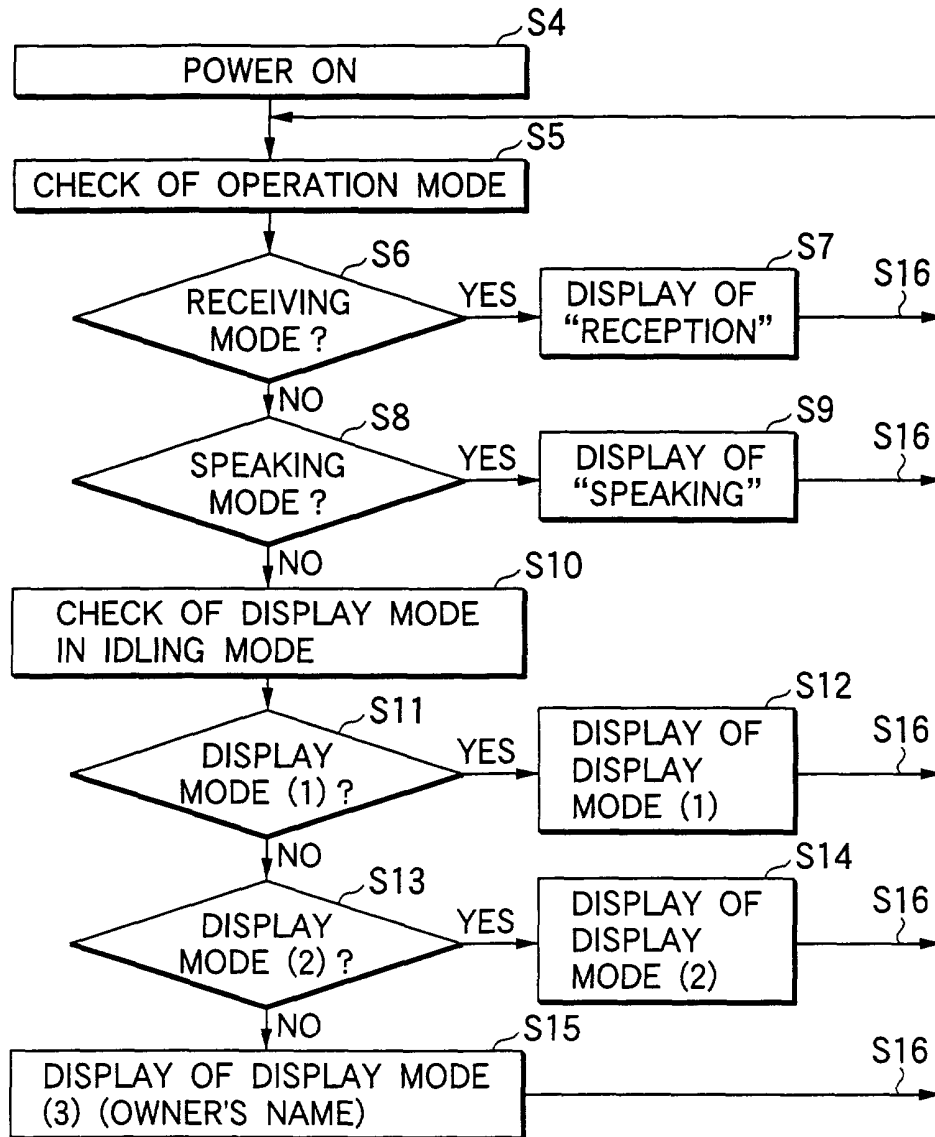 S4
POWER ON
S5
CHECK OF OPERATION MODE
S6
RECEIVING
MODE ?
YES
S7
DISPLAY OF
“RECEPTION”
S16
NO
S8
SPEAKING
MODE ?
YES
S9
DISPLAY OF
“SPEAKING”
S16
NO
S10
CHECK OF DISPLAY MODE
IN IDLING MODE
S11
DISPLAY
MODE (1) ?
YES
S12
DISPLAY OF
DISPLAY
MODE (1)
S16
NO
S13
DISPLAY
MODE (2) ?
YES
S14
DISPLAY OF
DISPLAY
MODE (2)
S16
NO
S15
DISPLAY OF DISPLAY MODE
(3) (OWNER'S NAME)
S16